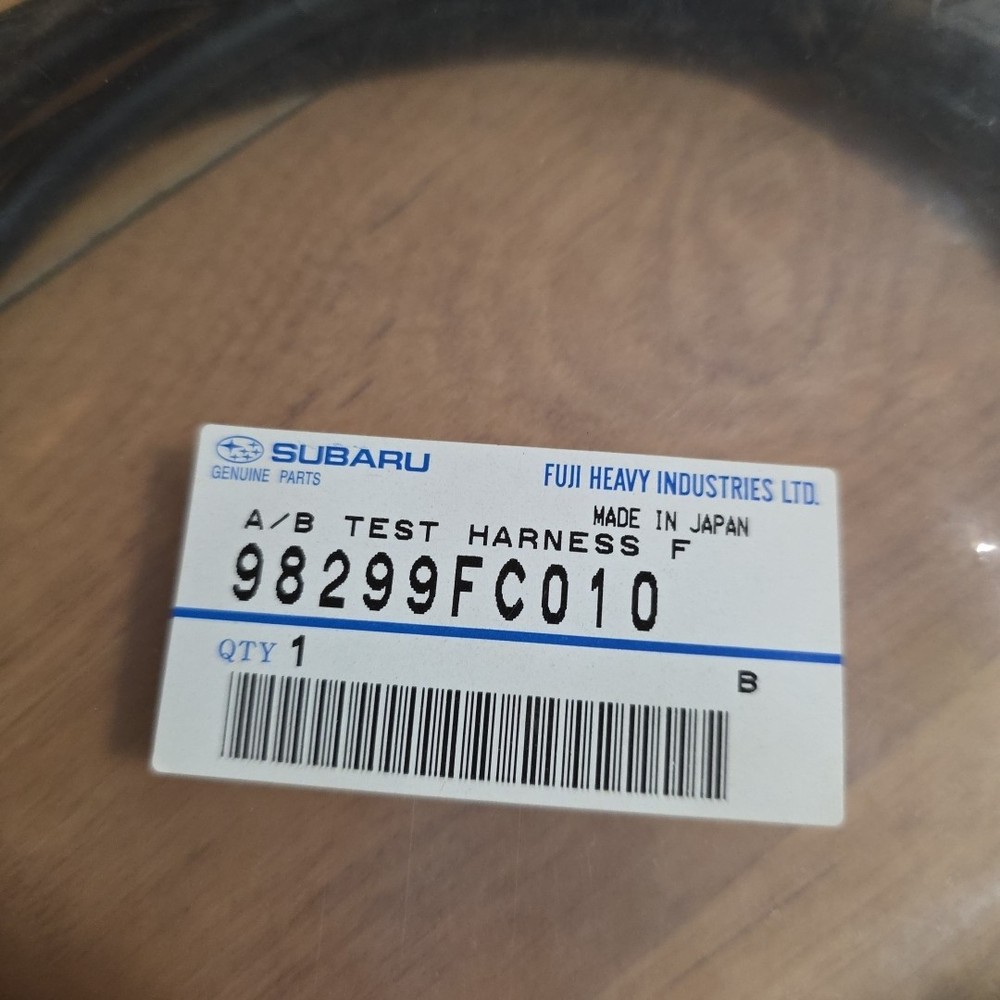 SUBARU
GENUINE PARTS
FUJI HEAVY INDUSTRIES LTD.
MADE IN JAPAN
A/B TEST HARNESS F
98299FC010
QTY 1
B